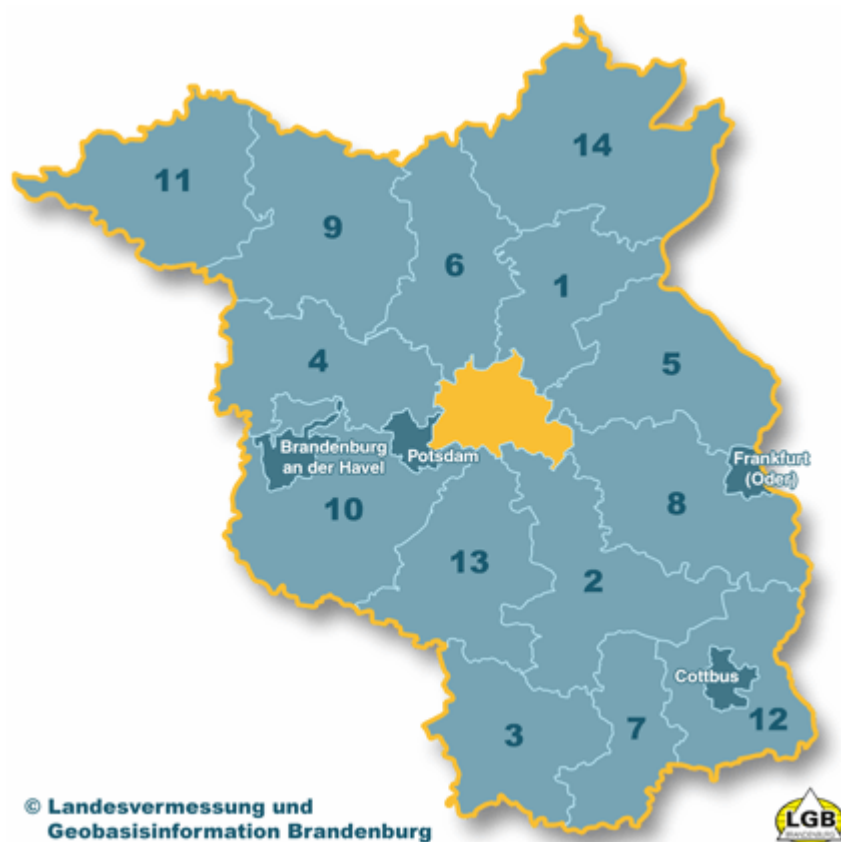 14
11
9
6
1
4
5
Brandenburg
an der Havel
Potsdam
Frankfurt
(Oder)
10
8
13
2
Cottbus
3
7
12
© Landesvermessung und
Geobasisinformation Brandenburg
LGB
BRANDENBURG